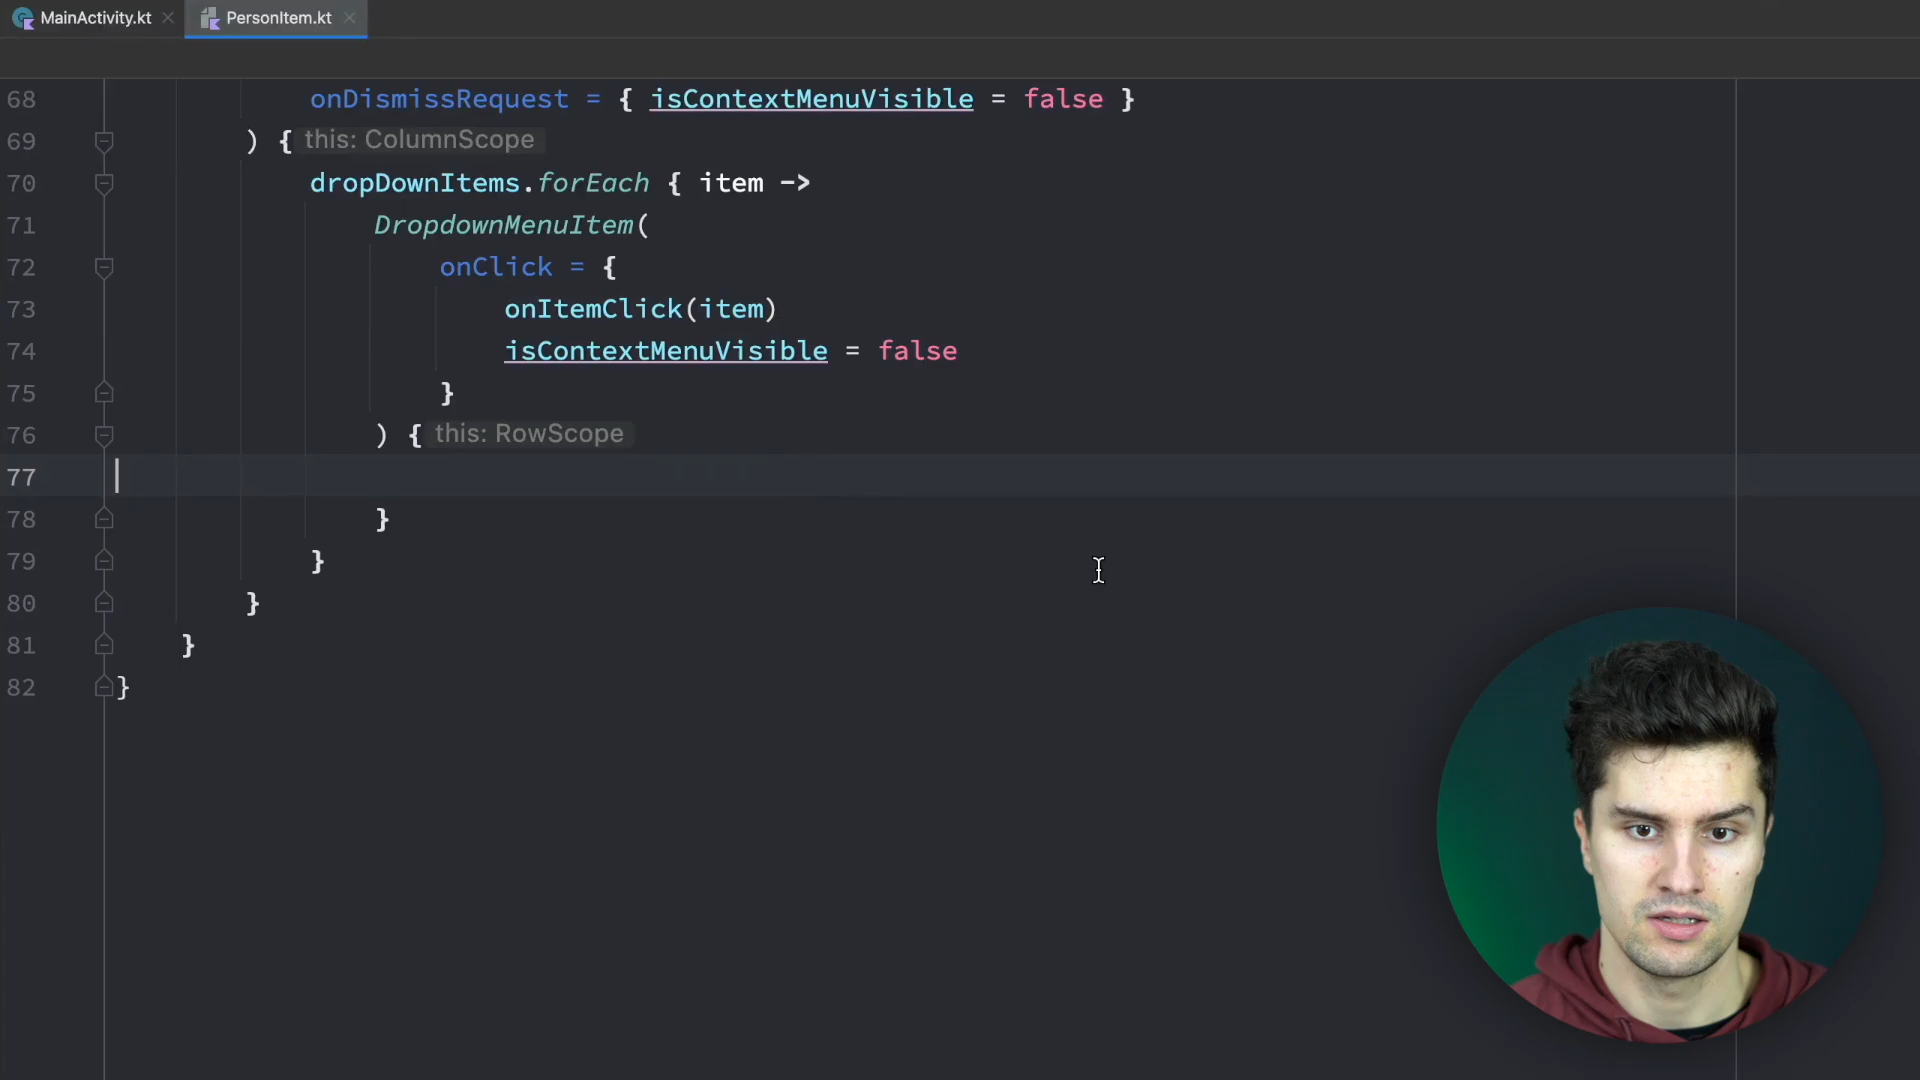 MainActivity.kt
PersonItem.kt
68 onDismissRequest = { isContextMenuVisible = false }
69 ) { this: ColumnScope
70 dropDownItems.forEach { item ->
71 DropdownMenuItem(
72 onClick = {
73 onItemClick(item)
74 isContextMenuVisible = false
75 }
76 ) { this: RowScope
77
78 }
79 }
80 }
81 }
82 }